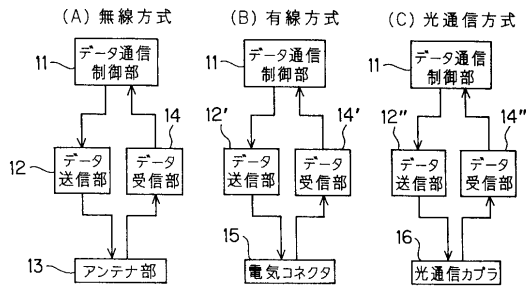 (A) 無線方式
11
データ通信
制御部
12
データ
送信部
14
データ
受信部
13
アンテナ部
(B) 有線方式
11
データ通信
制御部
12′
データ
送信部
14′
データ
受信部
15
電気コネクタ
(C) 光通信方式
11
データ通信
制御部
12″
データ
送信部
14″
データ
受信部
16
光通信カプラ